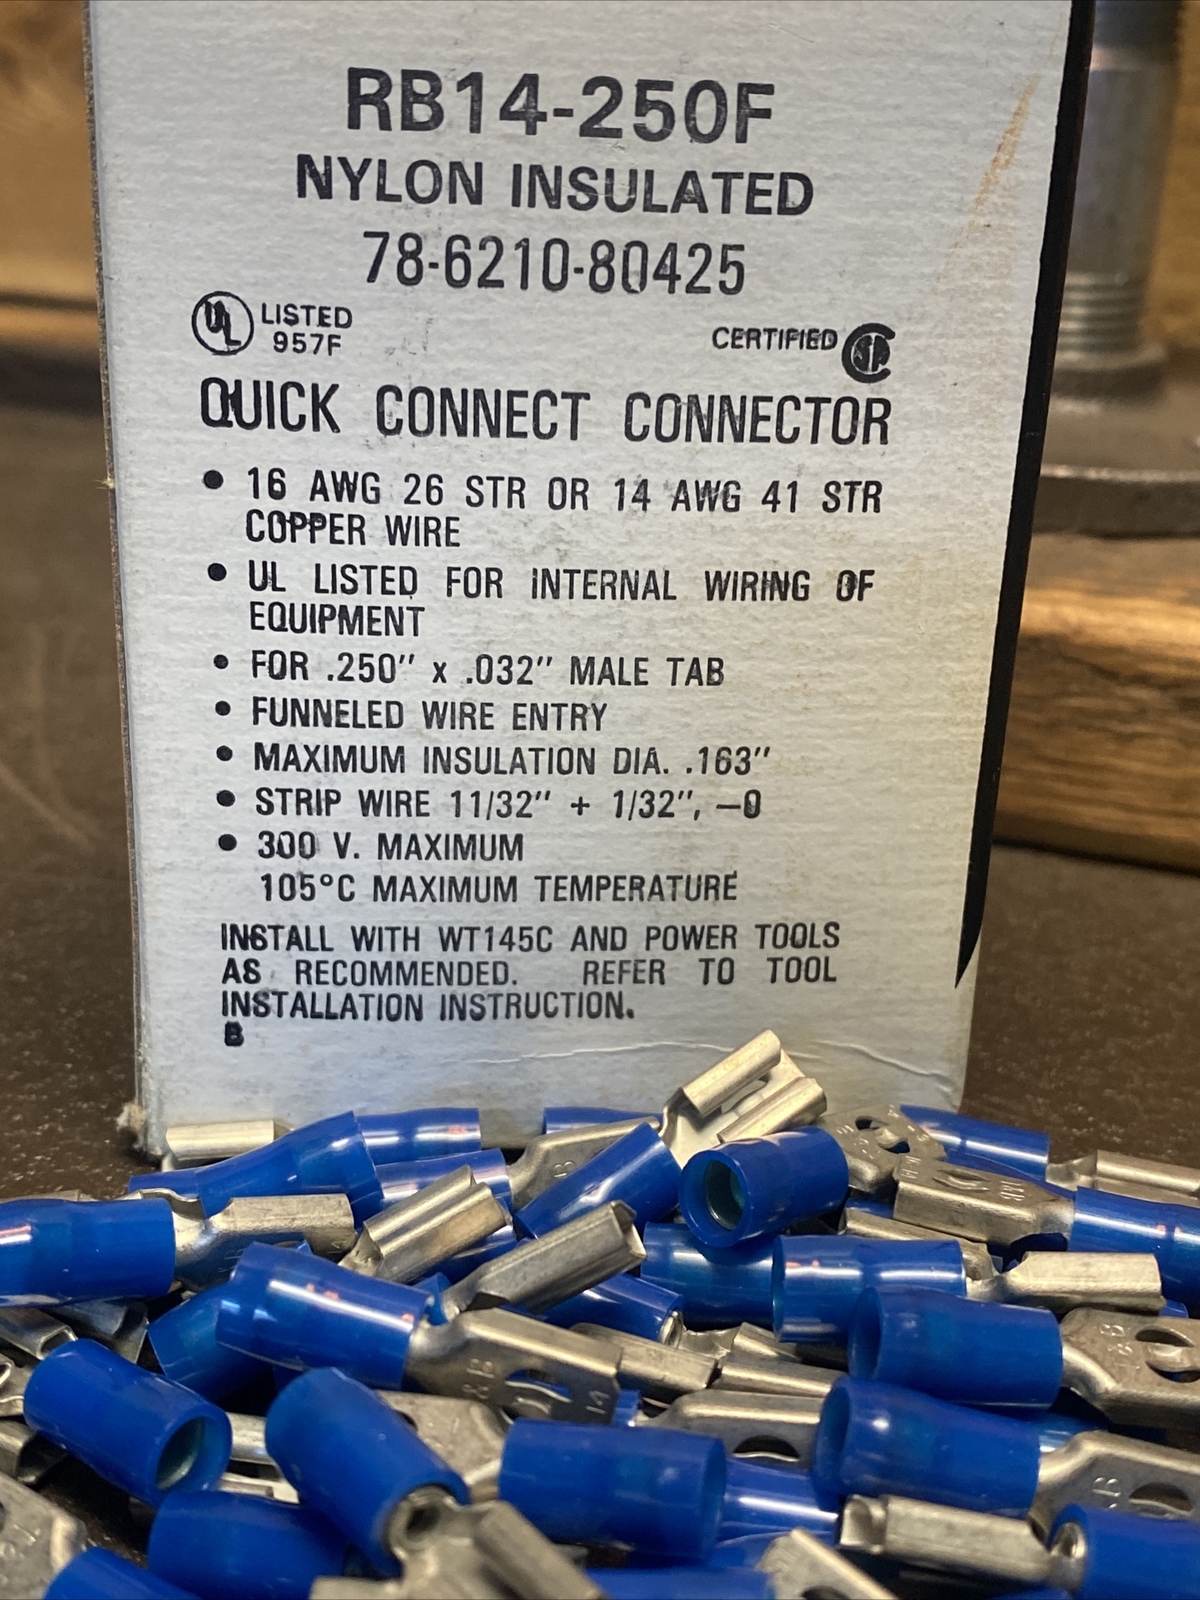 RB14-250F
NYLON INSULATED
78-6210-80425
UL LISTED
957F
CERTIFIED
QUICK CONNECT CONNECTOR
• 16 AWG 26 STR OR 14 AWG 41 STR
COPPER WIRE
• UL LISTED FOR INTERNAL WIRING OF
EQUIPMENT
• FOR .250" x .032" MALE TAB
• FUNNELED WIRE ENTRY
• MAXIMUM INSULATION DIA. .163"
• STRIP WIRE 11/32" + 1/32", –0
• 300 V. MAXIMUM
105°C MAXIMUM TEMPERATURE
INSTALL WITH WT145C AND POWER TOOLS
AS RECOMMENDED. REFER TO TOOL
INSTALLATION INSTRUCTION.
B